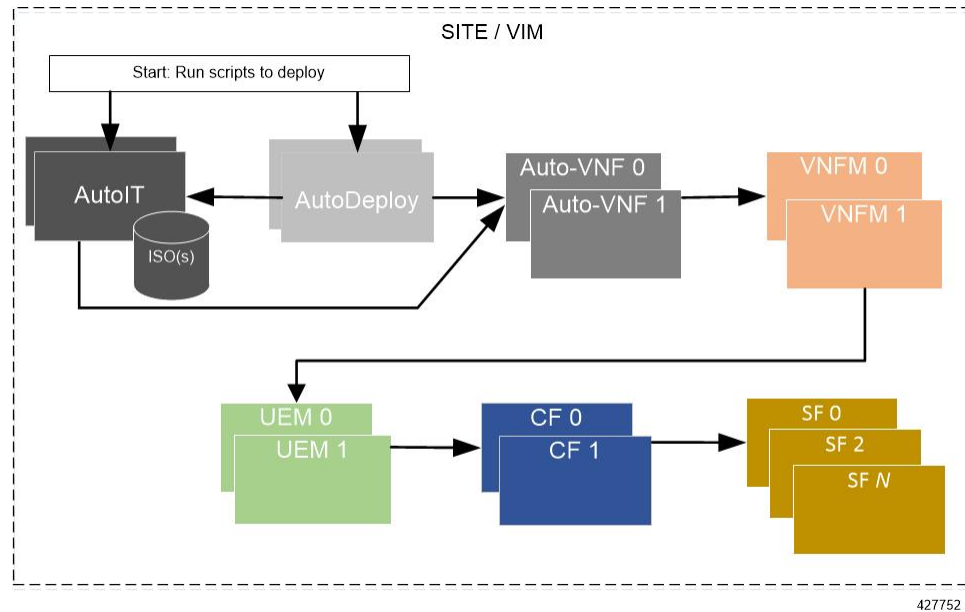 SITE / VIM
Start: Run scripts to deploy
AutoIT
ISO(s)
AutoDeploy
Auto-VNF 0
Auto-VNF 1
VNFM 0
VNFM 1
UEM 0
UEM 1
CF 0
CF 1
SF 0
SF 2
SF N
427752